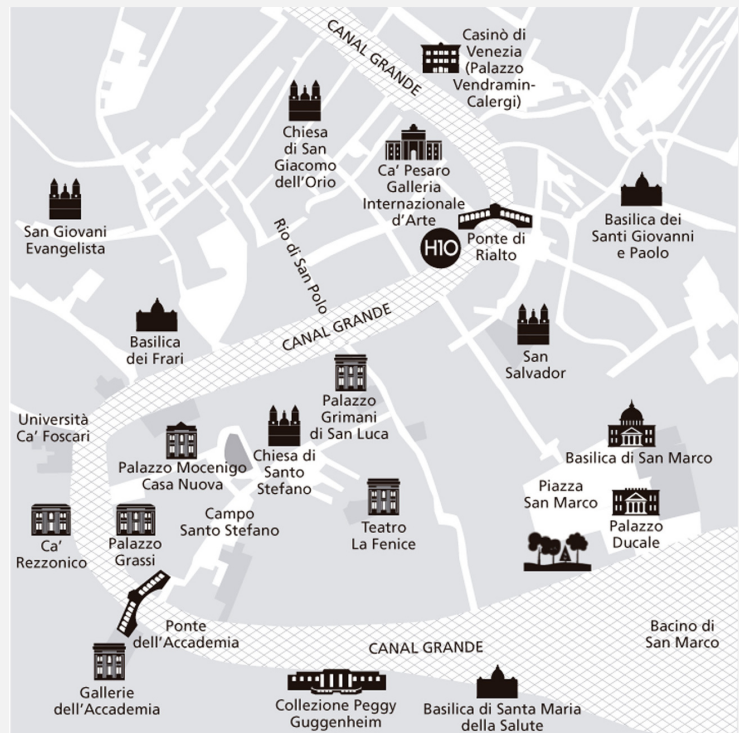 CANAL GRANDE
Casinò di
Venezia
(Palazzo
Vendramin-
Calergi)
Chiesa
di San
Giacomo
dell'Orio
Ca' Pesaro
Galleria
Internazionale
d'Arte
San Giovani
Evangelista
Rio di San Polo
H10
Ponte di
Rialto
Basilica dei
Santi Giovanni
e Paolo
Basilica
dei Frari
CANAL GRANDE
San
Salvador
Palazzo
Grimani
di San Luca
Università
Ca' Foscari
Palazzo Mocenigo
Casa Nuova
Chiesa di
Santo
Stefano
Basilica di San Marco
Piazza
San Marco
Campo
Santo Stefano
Teatro
La Fenice
Palazzo
Ducale
Ca'
Rezzonico
Palazzo
Grassi
Ponte
dell'Accademia
CANAL GRANDE
Bacino di
San Marco
Gallerie
dell'Accademia
Collezione Peggy
Guggenheim
Basilica di Santa Maria
della Salute